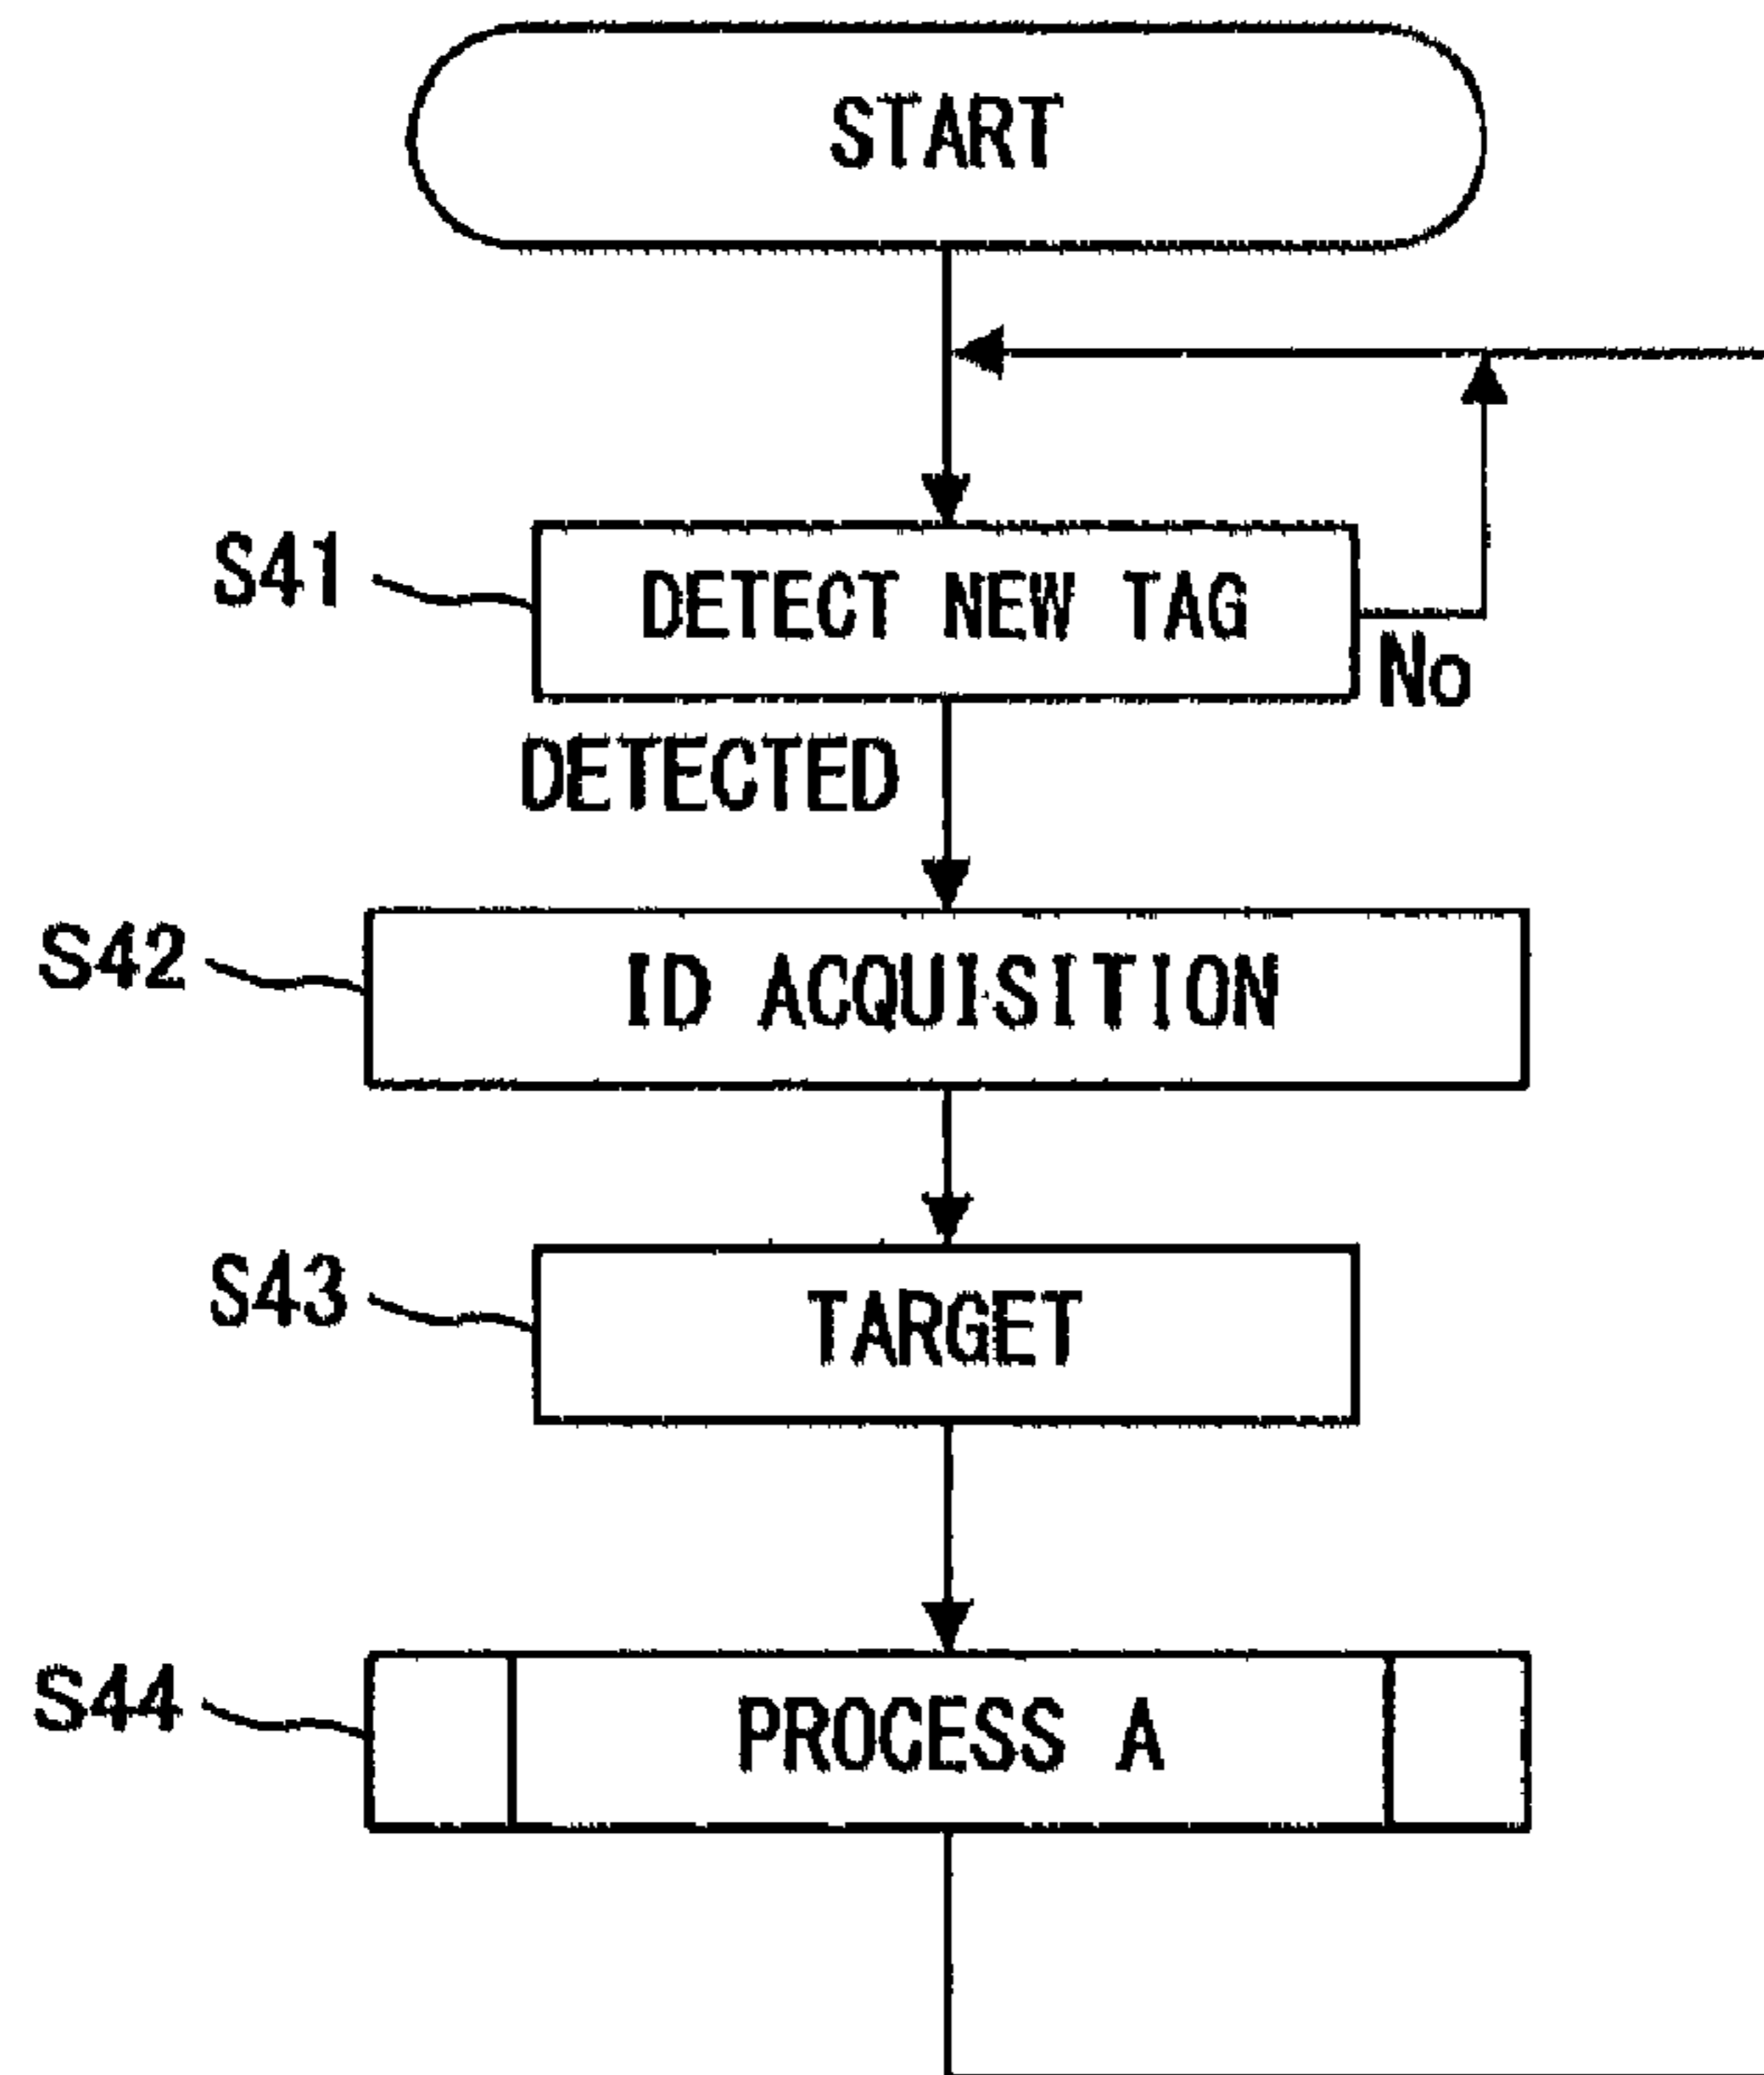 START
S41
DETECT NEW TAG
No
DETECTED
S42
ID ACQUISITION
S43
TARGET
S44
PROCESS A